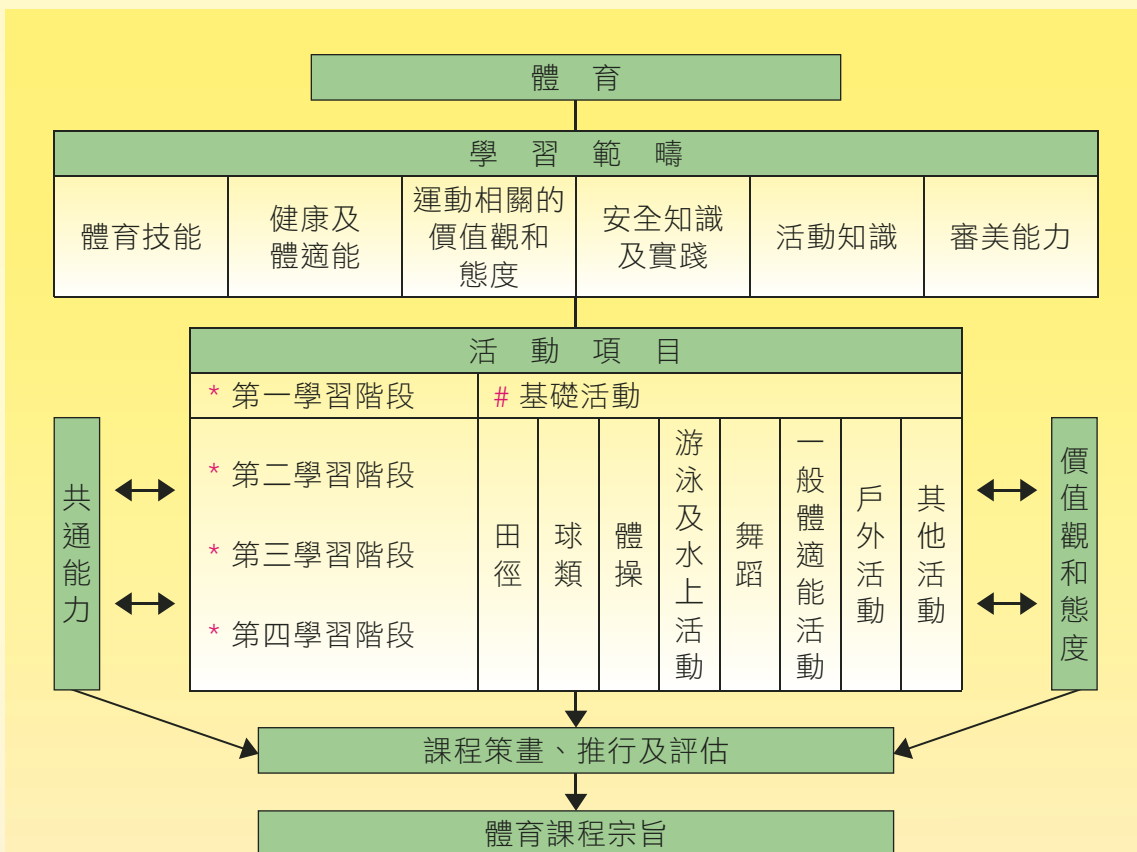 體 育
學 習 範 疇
體育技能
健康及
體適能
運動相關的
價值觀和
態度
安全知識
及實踐
活動知識
審美能力
活 動 項 目
* 第一學習階段
# 基礎活動
* 第二學習階段
* 第三學習階段
* 第四學習階段
田徑
球類
體操
游泳及水上活動
舞蹈
一般體適能活動
戶外活動
其他活動
共通能力
價值觀和態度
課程策畫、推行及評估
體育課程宗旨